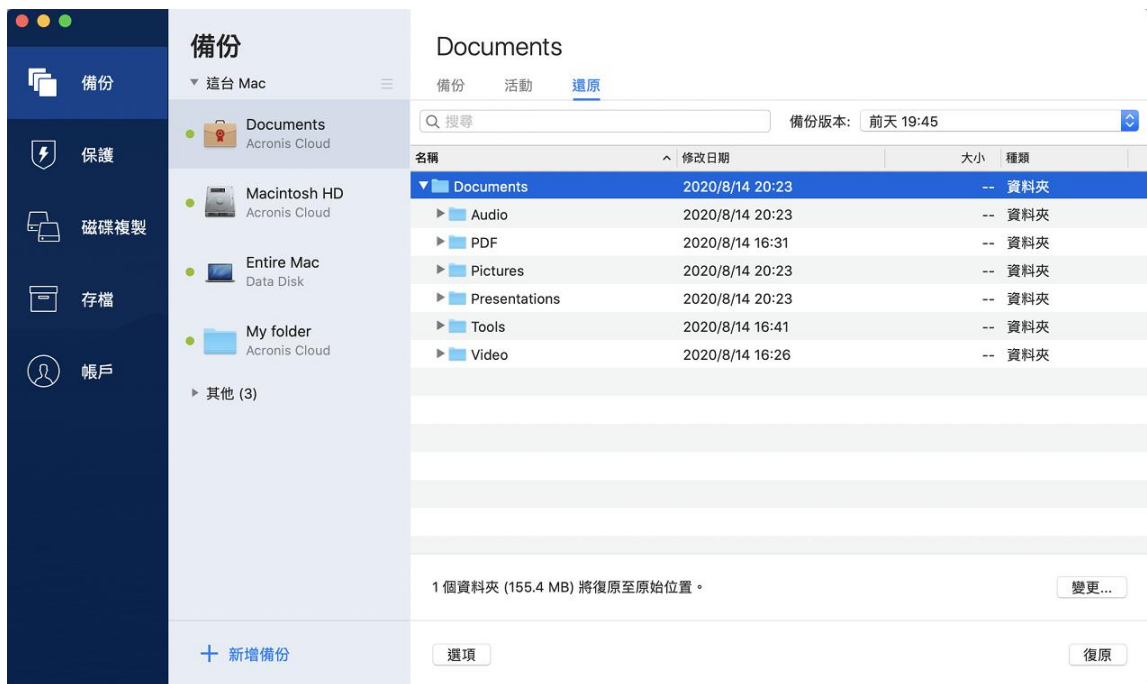 備份
保護
磁碟複製
存檔
帳戶
備份
這台 Mac
Documents
Acronis Cloud
Macintosh HD
Acronis Cloud
Entire Mac
Data Disk
My folder
Acronis Cloud
其他 (3)
新增備份
Documents
備份 活動 還原
搜尋 備份版本: 前天 19:45
名稱 修改日期 大小 種類
Documents 2020/8/14 20:23 -- 資料夾
Audio 2020/8/14 20:23 -- 資料夾
PDF 2020/8/14 16:31 -- 資料夾
Pictures 2020/8/14 20:23 -- 資料夾
Presentations 2020/8/14 20:23 -- 資料夾
Tools 2020/8/14 16:41 -- 資料夾
Video 2020/8/14 16:26 -- 資料夾
1 個資料夾 (155.4 MB) 將復原至原始位置。 變更...
選項 復原